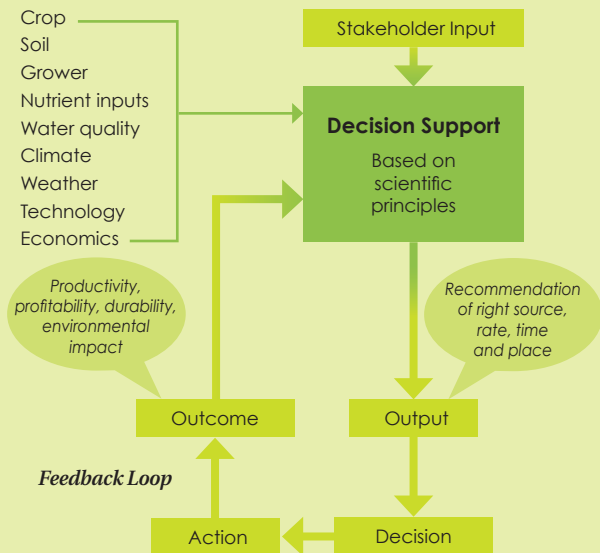 Crop
Soil
Grower
Nutrient inputs
Water quality
Climate
Weather
Technology
Economics
Stakeholder Input
Decision Support
Based on
scientific
principles
Productivity,
profitability, durability,
environmental
impact
Recommendation
of right source,
rate, time
and place
Outcome
Output
Feedback Loop
Action
Decision